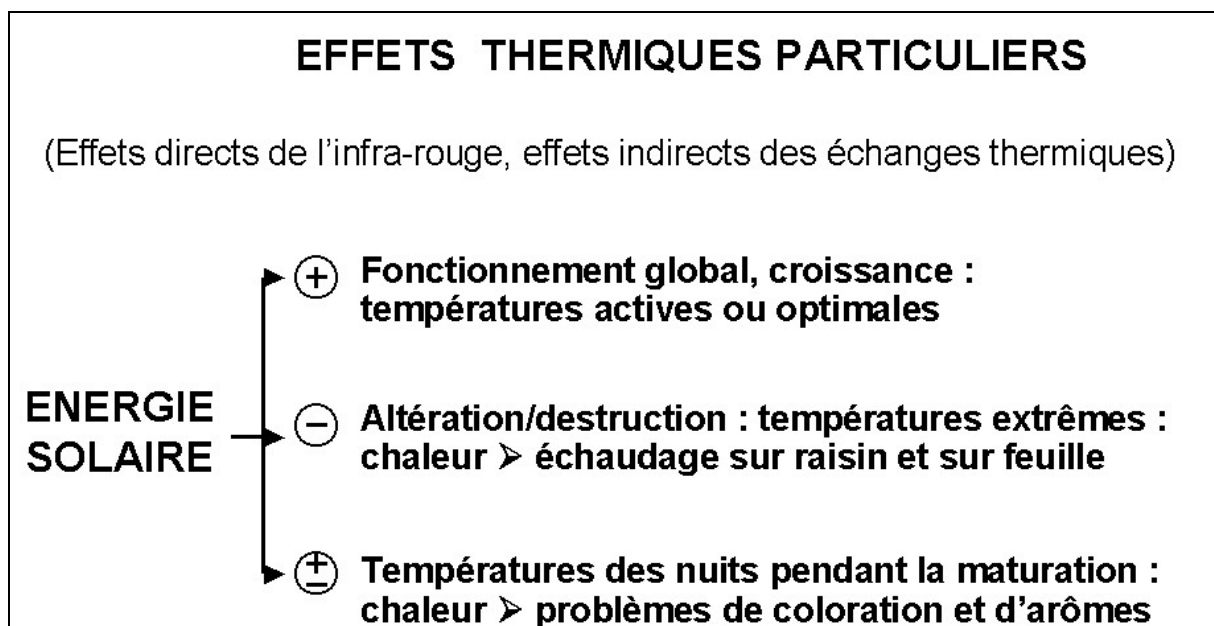 EFFETS THERMIQUES PARTICULIERS
(Effets directs de l'infra-rouge, effets indirects des échanges thermiques)
+ Fonctionnement global, croissance :
températures actives ou optimales
ENERGIE
SOLAIRE
- Altération/destruction : températures extrêmes :
chaleur ➢ échaudage sur raisin et sur feuille
± Températures des nuits pendant la maturation :
chaleur ➢ problèmes de coloration et d'arômes